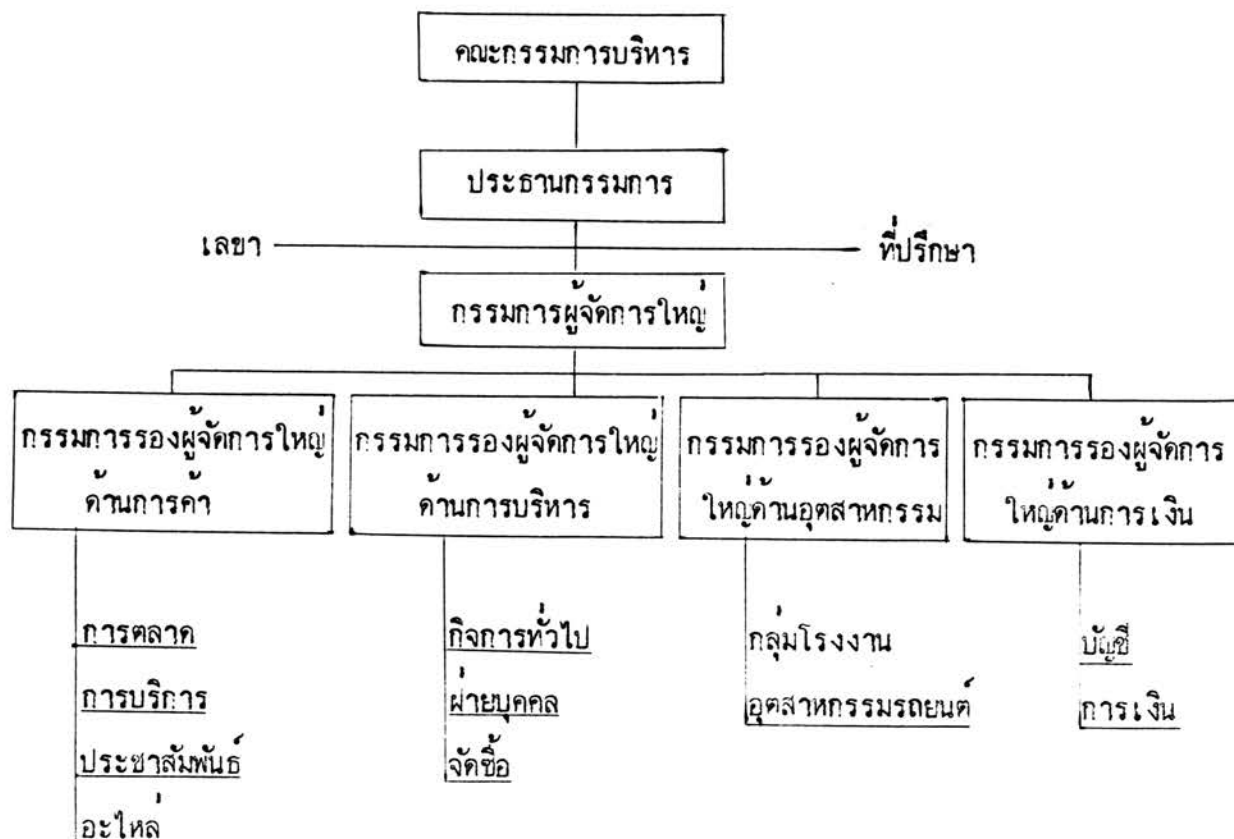 คณะกรรมการบริหาร
ประธานกรรมการ
เลขา
ที่ปรึกษา
กรรมการผู้จัดการใหญ่
กรรมการรองผู้จัดการใหญ่
ด้านการค้า
กรรมการรองผู้จัดการใหญ่
ด้านการบริหาร
กรรมการรองผู้จัดการ
ใหญ่ด้านอุตสาหกรรม
กรรมการรองผู้จัดการ
ใหญ่ด้านการเงิน
การตลาด
การบริการ
ประชาสัมพันธ์
อะไหล่
กิจการทั่วไป
ฝ่ายบุคคล
จัดซื้อ
กลุ่มโรงงาน
อุตสาหกรรมรถยนต์
บัญชี
การเงิน